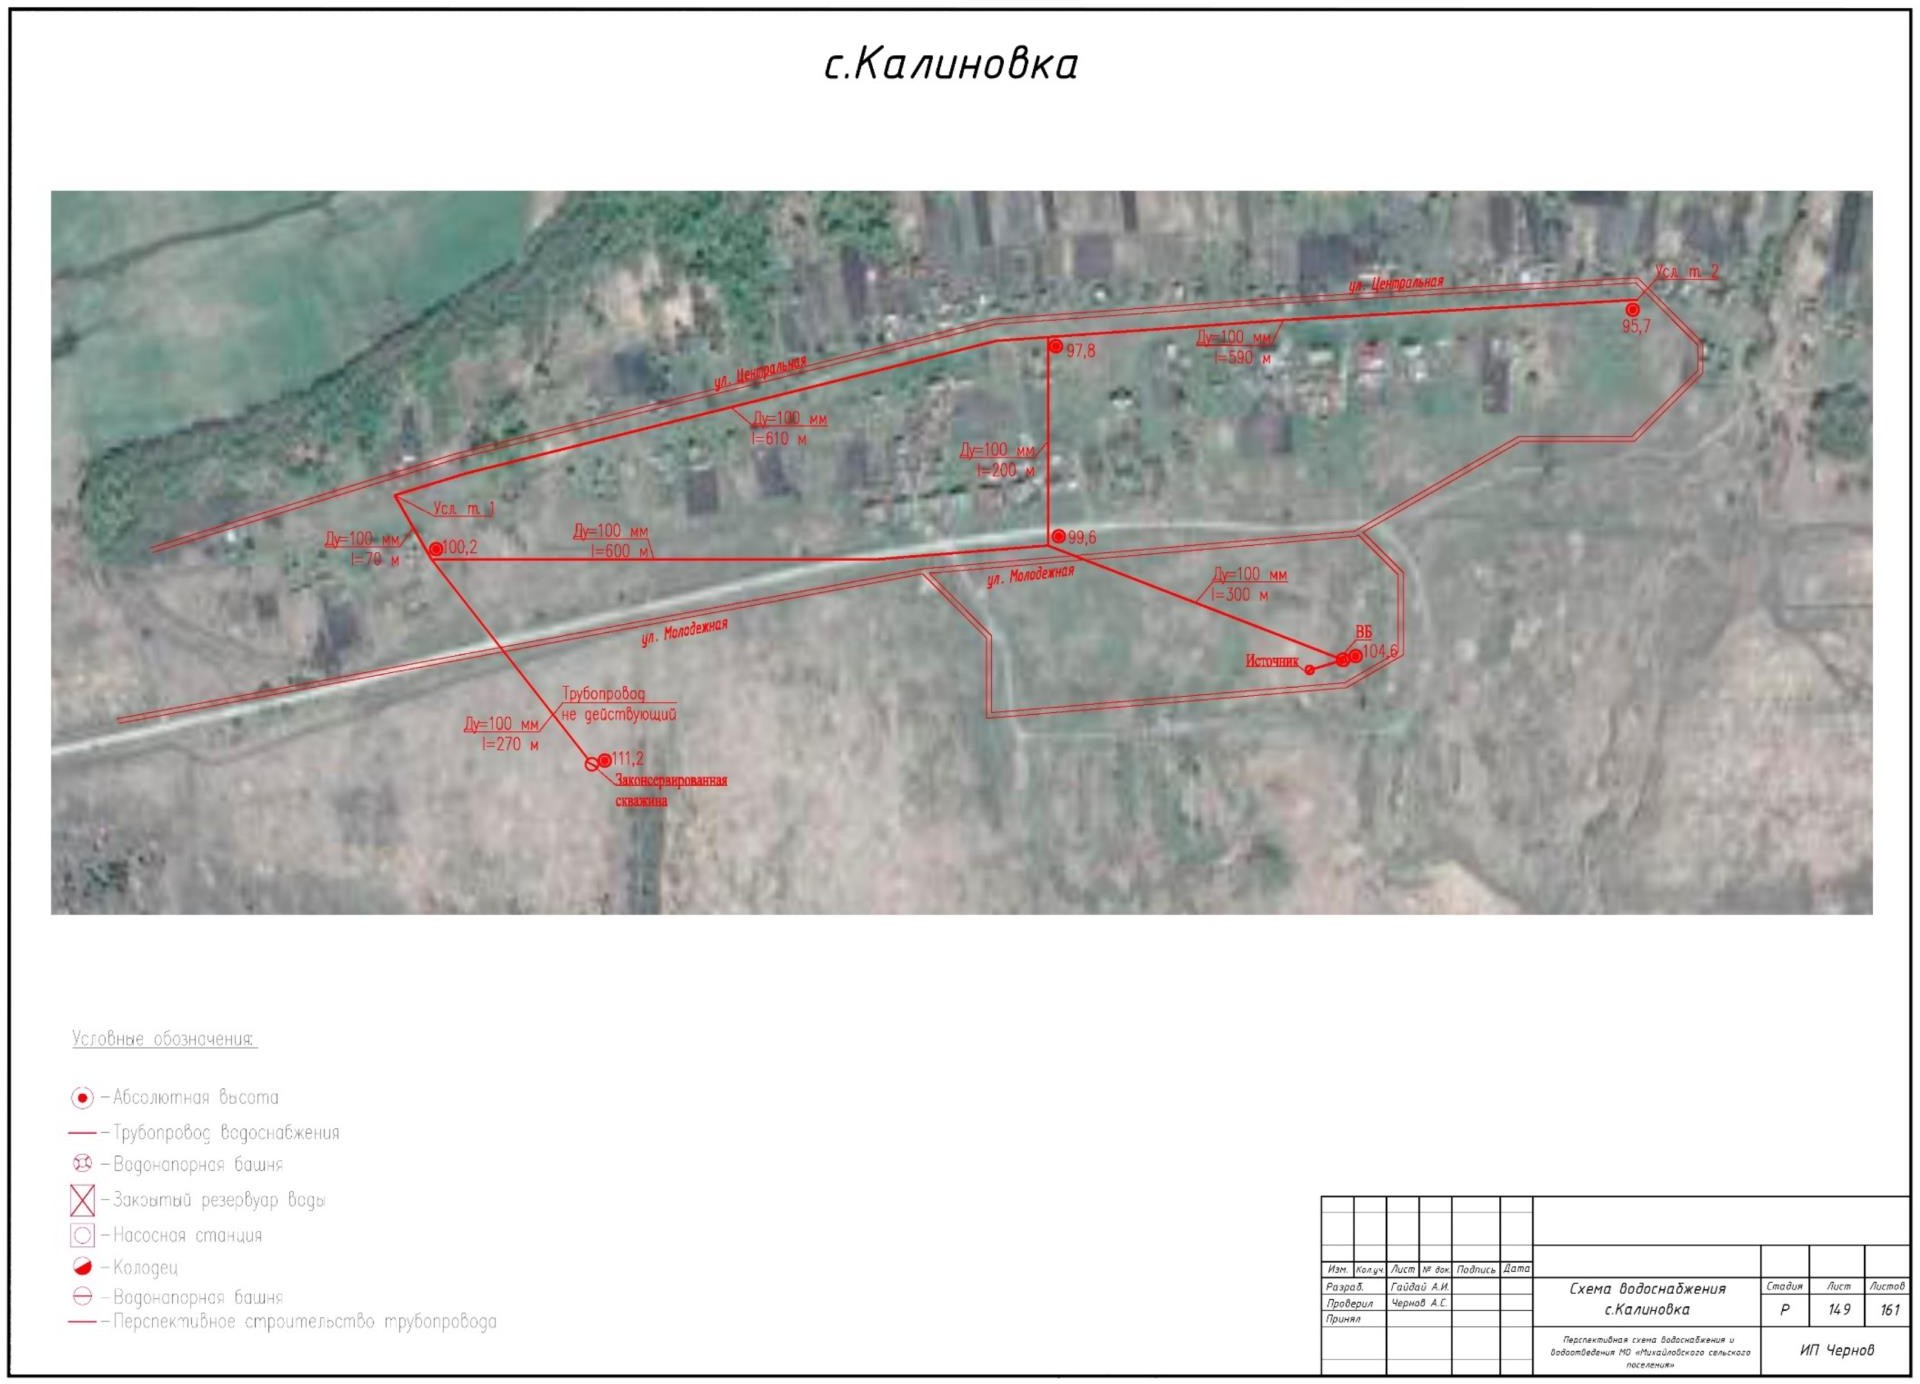 с.Калиновка
ул. Центральная
Усл. т. 2
95,7
Ду=100 мм
l=590 м
97,8
ул. Центральная
Ду=100 мм
l=610 м
Ду=100 мм
l=200 м
Усл. т. 1
Ду=100 мм
l=70 м
100,2
Ду=100 мм
l=600 м
99,6
ул. Молодежная
Ду=100 мм
l=300 м
ул. Молодежная
ВБ
104,6
Источник
Трубопровод
не действующий
Ду=100 мм
l=270 м
111,2
Законсервированная
скважина
Условные обозначения:
– Абсолютная высота
– Трубопровод водоснабжения
– Водонапорная башня
– Закрытый резервуар воды
– Насосная станция
– Колодец
– Водонапорная башня
– Перспективное строительство трубопровода
Изм. Кол.уч. Лист № док. Подпись Дата
Разраб. Гайдай А.И.
Проверил Чернов А.С.
Принял
Схема водоснабжения
с.Калиновка
Стадия Лист Листов
Р 149 161
Перспективная схема водоснабжения и
водоотведения МО «Михайловского сельского
поселения»
ИП Чернов